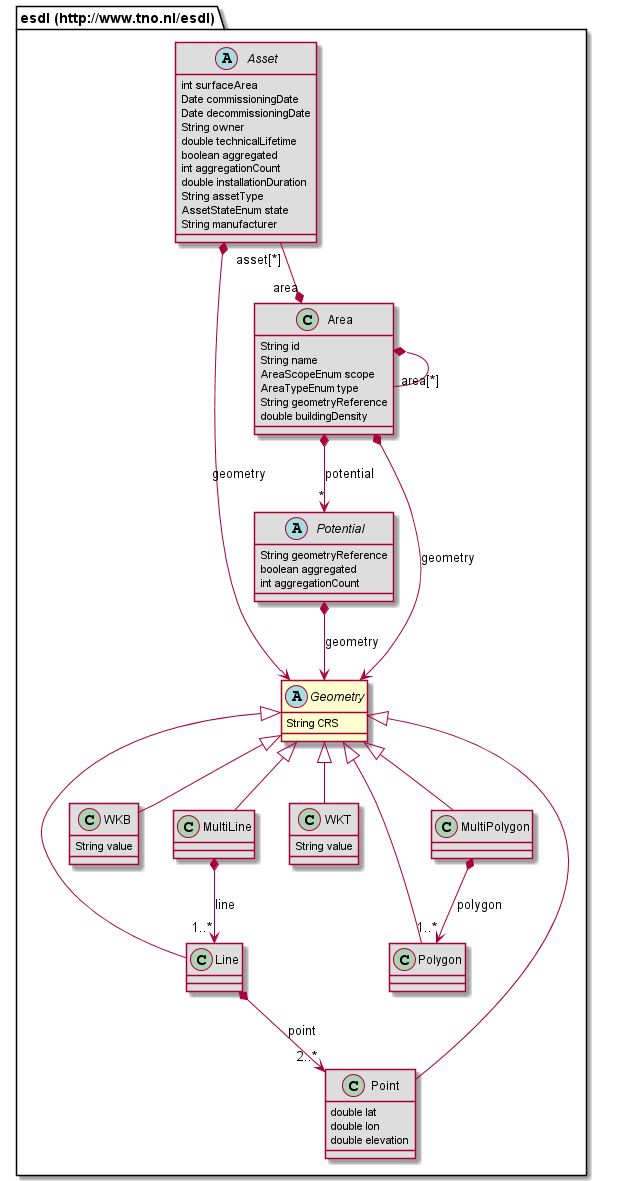 esdl (http://www.tno.nl/esdl)
A Asset
int surfaceArea
Date commissioningDate
Date decommissioningDate
String owner
double technicalLifetime
boolean aggregated
int aggregationCount
double installationDuration
String assetType
AssetStateEnum state
String manufacturer
asset[*]
area
C Area
String id
String name
AreaScopeEnum scope
AreaTypeEnum type
String geometryReference
double buildingDensity
area[*]
geometry
potential
*
A Potential
String geometryReference
boolean aggregated
int aggregationCount
geometry
geometry
A Geometry
String CRS
C WKB
String value
C MultiLine
C WKT
String value
C MultiPolygon
line
1..*
polygon
1..*
C Line
C Polygon
point
2..*
C Point
double lat
double lon
double elevation